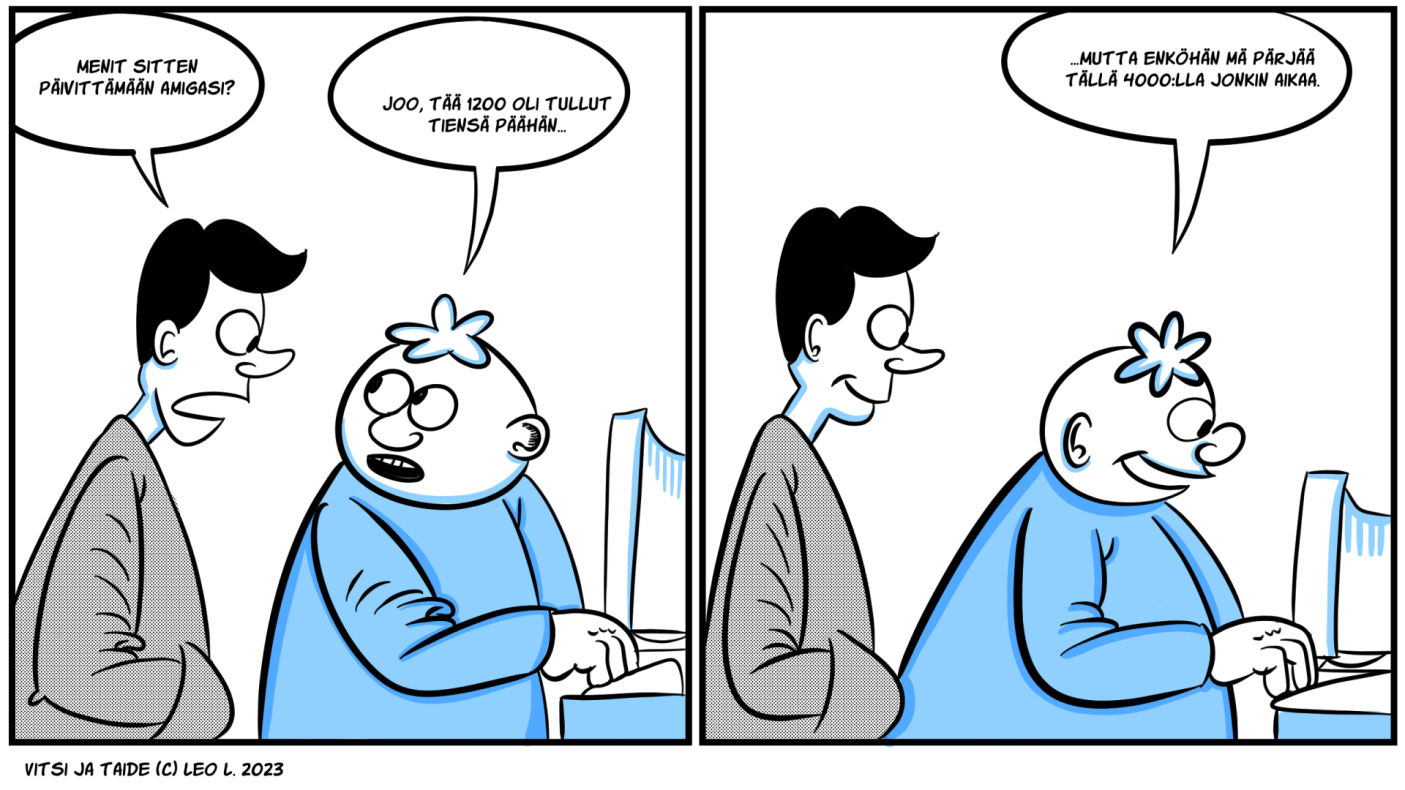 MENIT SITTEN
PÄIVITTÄMÄÄN AMIGASI?
JOO, TÄÄ 1200 OLI TULLUT
TIENSÄ PÄÄHÄN...
...MUTTA ENKÖHÄN MÄ PÄRJÄÄ
TÄLLÄ 4000:LLA JONKIN AIKAA.
VITSI JA TAIDE (C) LEO L. 2023